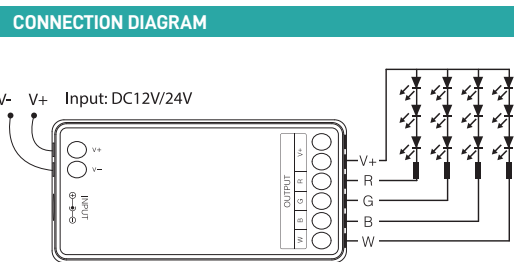 CONNECTION DIAGRAM
V- V+ Input: DC12V/24V
V+
V-
INPUT
OUTPUT
V+
R
G
B
W
V+
R
G
B
W